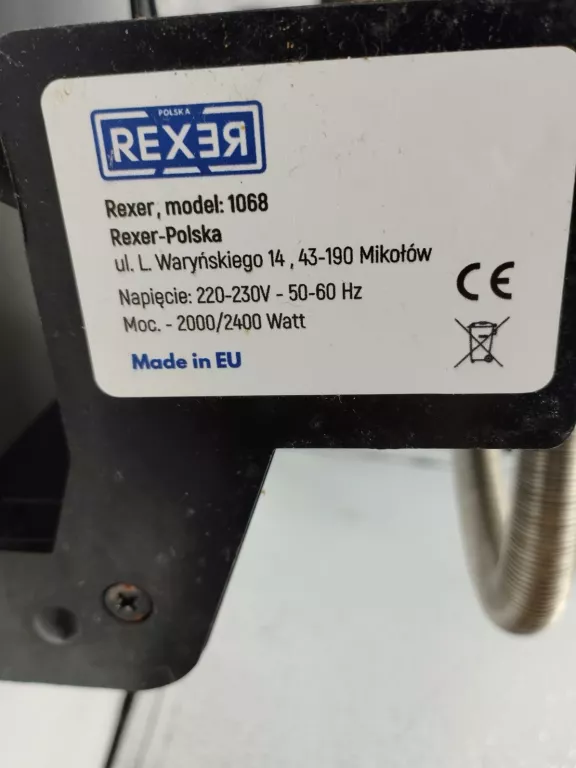 POLSKA
REXER
Rexer, model: 1068
Rexer-Polska
ul. L. Waryńskiego 14 , 43-190 Mikołów
Napięcie: 220-230V - 50-60 Hz
Moc. - 2000/2400 Watt
Made in EU
CE